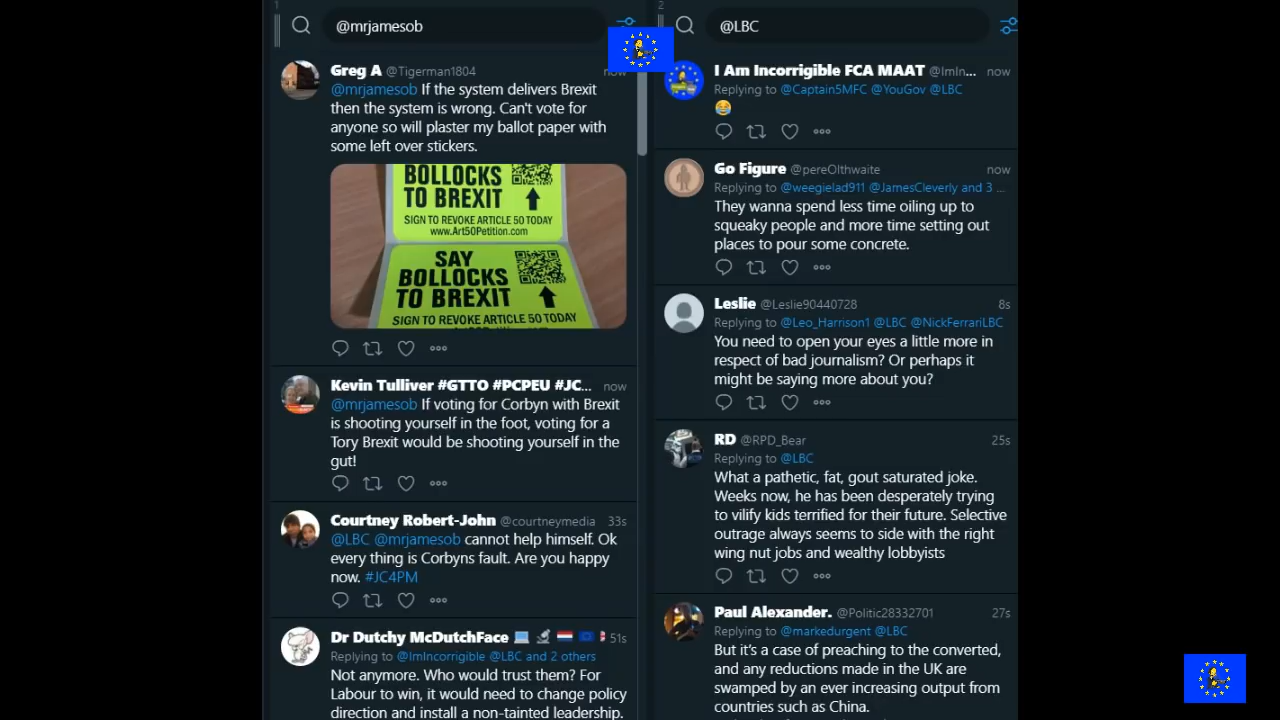 1
@mrjamesob
Greg A @Tigerman1804 now
@mrjamesob If the system delivers Brexit
then the system is wrong. Can't vote for
anyone so will plaster my ballot paper with
some left over stickers.
BOLLOCKS
TO BREXIT
SIGN TO REVOKE ARTICLE 50 TODAY
www.Art50Petition.com
SAY
BOLLOCKS
TO BREXIT
SIGN TO REVOKE ARTICLE 50 TODAY
Kevin Tulliver #GTTO #PCPEU #JC... now
@mrjamesob If voting for Corbyn with Brexit
is shooting yourself in the foot, voting for a
Tory Brexit would be shooting yourself in the
gut!
Courtney Robert-John @courtneymedia 33s
@LBC @mrjamesob cannot help himself. Ok
every thing is Corbyns fault. Are you happy
now. #JC4PM
Dr Dutchy McDutchFace 51s
Replying to @ImIncorrigible @LBC and 2 others
Not anymore. Who would trust them? For
Labour to win, it would need to change policy
direction and install a non-tainted leadership.
2
@LBC
I Am Incorrigible FCA MAAT @ImIn... now
Replying to @Captain5MFC @YouGov @LBC
😂
Go Figure @pereOlthwaite now
Replying to @weegielad911 @JamesCleverly and 3 ...
They wanna spend less time oiling up to
squeaky people and more time setting out
places to pour some concrete.
Leslie @Leslie90440728 8s
Replying to @Leo_Harrison1 @LBC @NickFerrariLBC
You need to open your eyes a little more in
respect of bad journalism? Or perhaps it
might be saying more about you?
RD @RPD_Bear 25s
Replying to @LBC
What a pathetic, fat, gout saturated joke.
Weeks now, he has been desperately trying
to vilify kids terrified for their future. Selective
outrage always seems to side with the right
wing nut jobs and wealthy lobbyists
Paul Alexander. @Politic28332701 27s
Replying to @markedurgent @LBC
But it's a case of preaching to the converted,
and any reductions made in the UK are
swamped by an ever increasing output from
countries such as China.